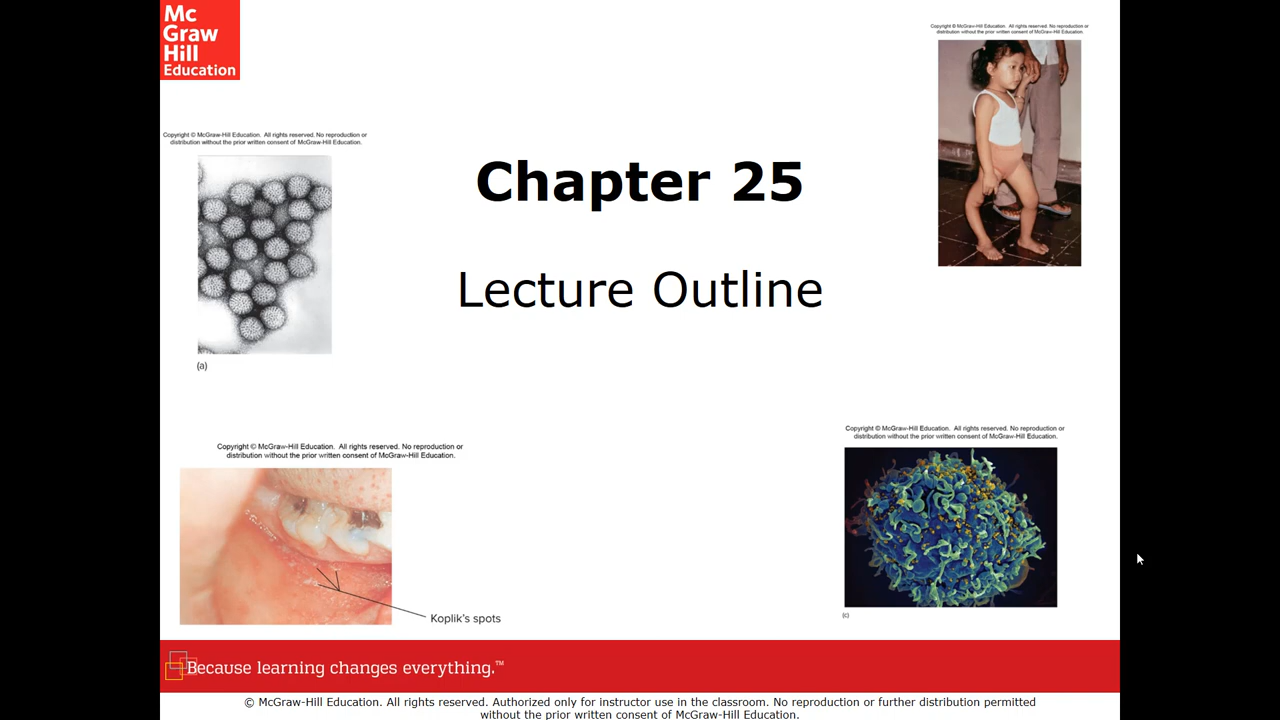 Mc
Graw
Hill
Education
Copyright © McGraw-Hill Education. All rights reserved. No reproduction or
distribution without the prior written consent of McGraw-Hill Education.
Copyright © McGraw-Hill Education. All rights reserved. No reproduction or
distribution without the prior written consent of McGraw-Hill Education.
Chapter 25
Lecture Outline
(a)
Copyright © McGraw-Hill Education. All rights reserved. No reproduction or
distribution without the prior written consent of McGraw-Hill Education.
Copyright © McGraw-Hill Education. All rights reserved. No reproduction or
distribution without the prior written consent of McGraw-Hill Education.
Koplik's spots
(c)
Because learning changes everything.™
© McGraw-Hill Education. All rights reserved. Authorized only for instructor use in the classroom. No reproduction or further distribution permitted
without the prior written consent of McGraw-Hill Education.